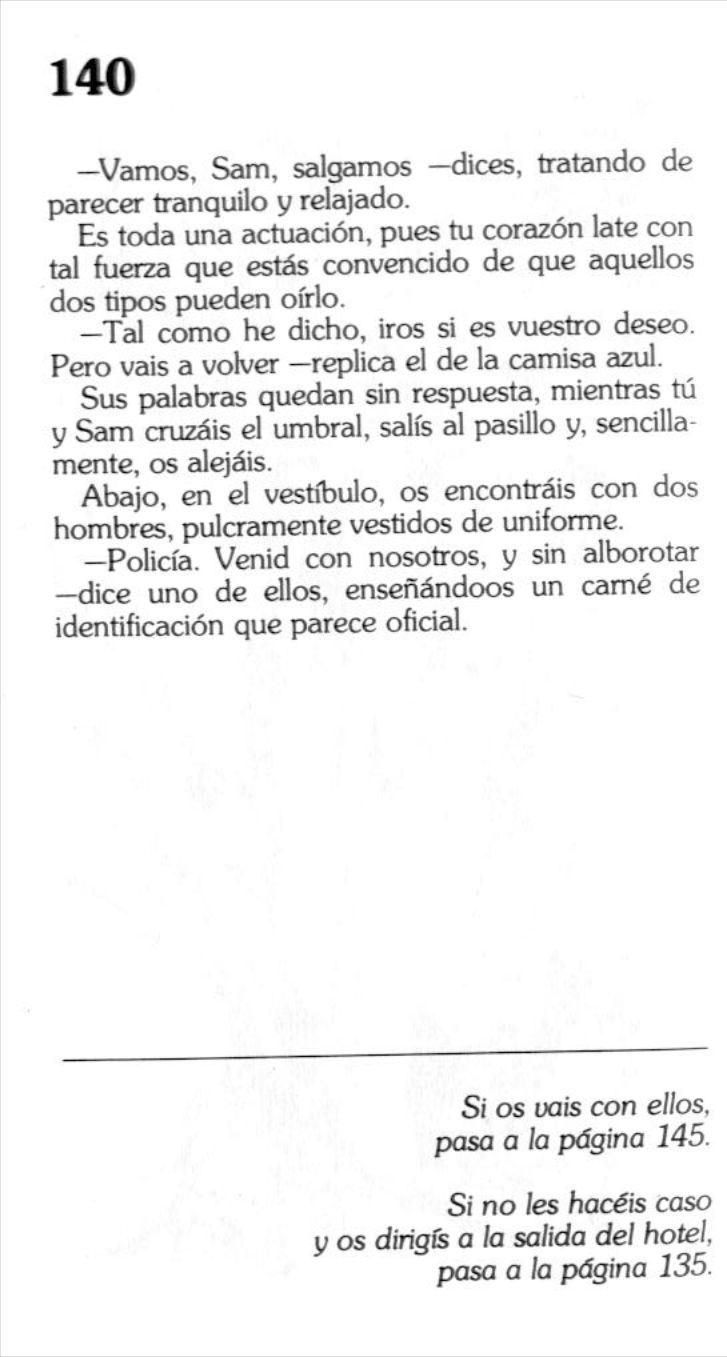 140
—Vamos, Sam, salgamos —dices, tratando de
parecer tranquilo y relajado.
Es toda una actuación, pues tu corazón late con
tal fuerza que estás convencido de que aquellos
dos tipos pueden oírlo.
—Tal como he dicho, iros si es vuestro deseo.
Pero vais a volver —replica el de la camisa azul.
Sus palabras quedan sin respuesta, mientras tú
y Sam cruzáis el umbral, salís al pasillo y, sencilla-
mente, os alejáis.
Abajo, en el vestíbulo, os encontráis con dos
hombres, pulcramente vestidos de uniforme.
—Policía. Venid con nosotros, y sin alborotar
—dice uno de ellos, enseñándoos un carné de
identificación que parece oficial.
Si os vais con ellos,
pasa a la página 145.
Si no les hacéis caso
y os dirigís a la salida del hotel,
pasa a la página 135.